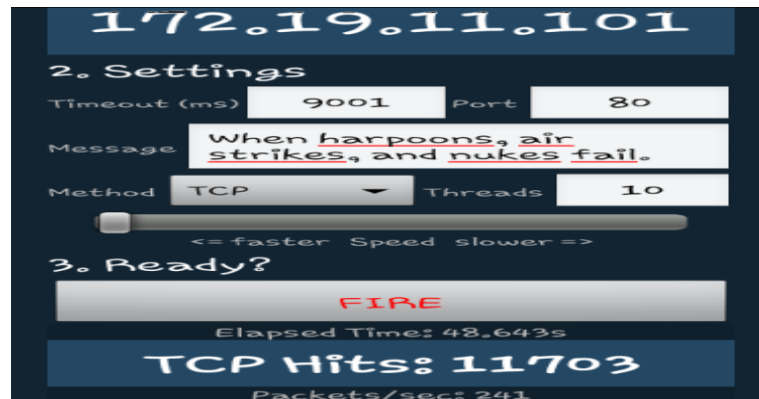 172.19.11.101
2. Settings
Timeout (ms) 9001 Port 80
Message When harpoons, air
strikes, and nukes fail.
Method TCP Threads 10
<= faster Speed slower =>
3. Ready?
FIRE
Elapsed Time: 48.643s
TCP Hits: 11703
Packets/sec: 241